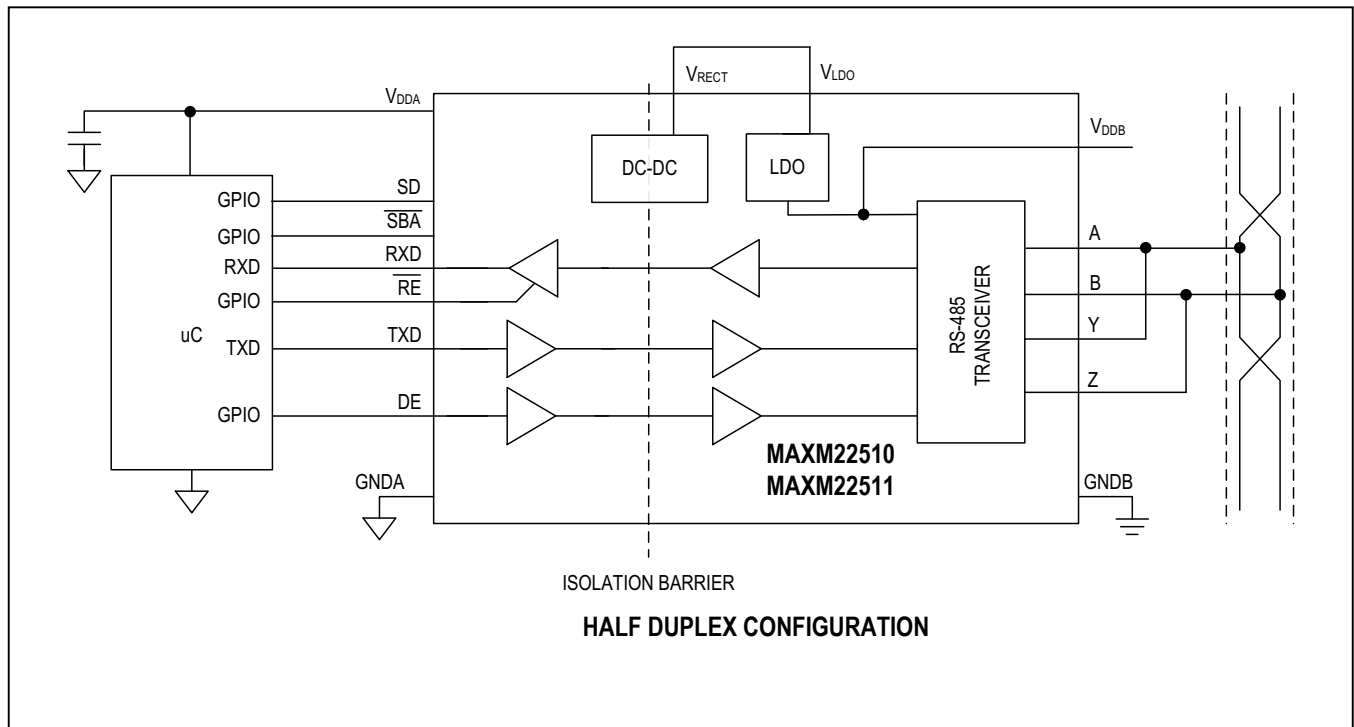 VRECT
VLDO
VDDA
VDDB
DC-DC
LDO
GPIO
SD
GPIO
SBA
RXD
RXD
GPIO
RE
uC
TXD
TXD
GPIO
DE
RS-485
TRANSCEIVER
A
B
Y
Z
MAXM22510
MAXM22511
GNDA
GNDB
ISOLATION BARRIER
HALF DUPLEX CONFIGURATION